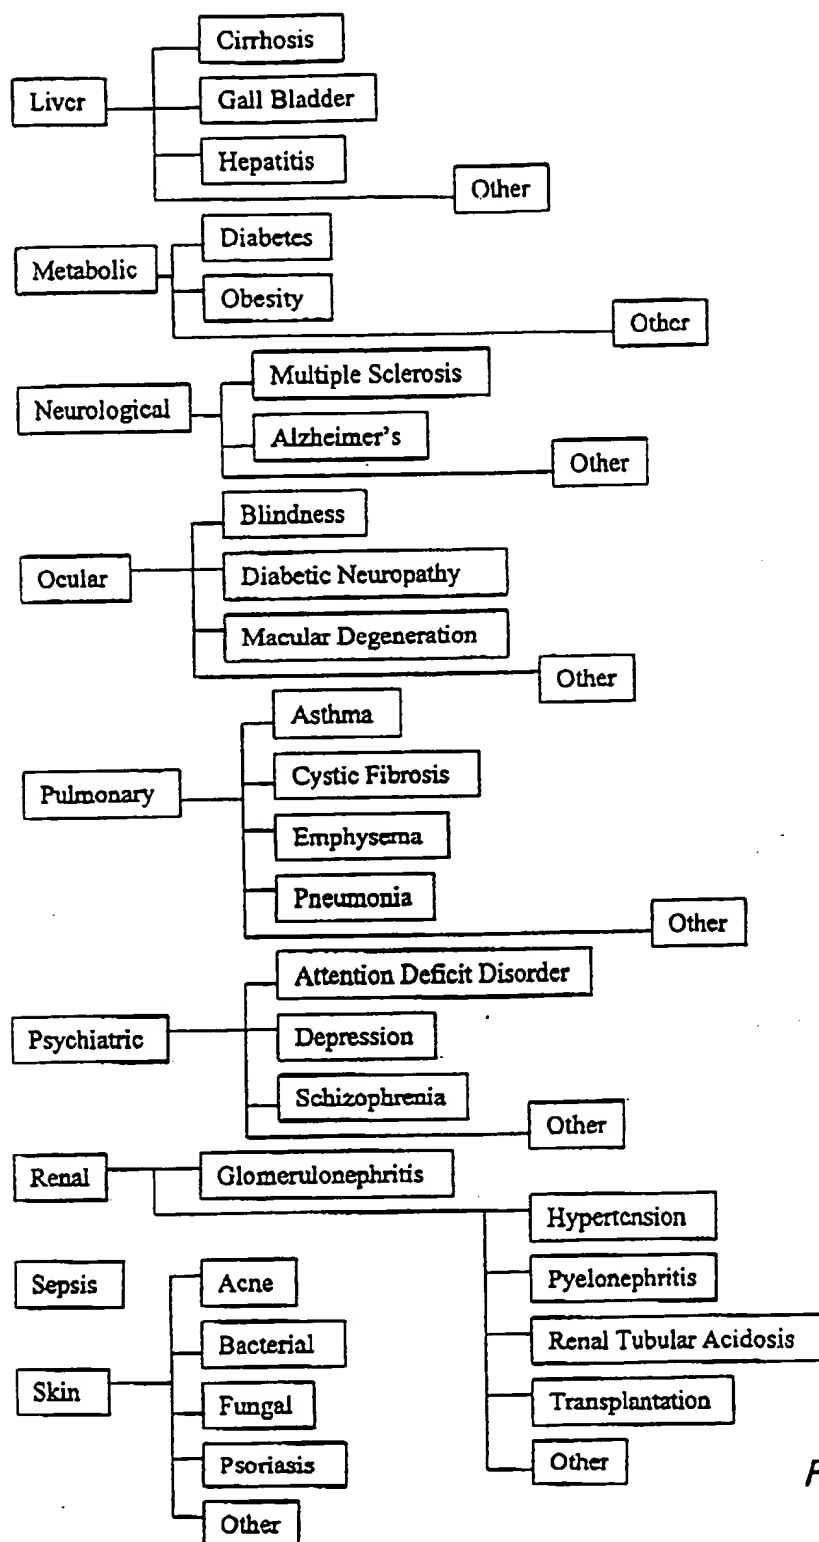 Cirrhosis
Liver
Gall Bladder
Hepatitis
Other
Diabetes
Metabolic
Obesity
Other
Multiple Sclerosis
Neurological
Alzheimer's
Other
Blindness
Ocular
Diabetic Neuropathy
Macular Degeneration
Other
Asthma
Cystic Fibrosis
Pulmonary
Emphysema
Pneumonia
Other
Attention Deficit Disorder
Psychiatric
Depression
Schizophrenia
Other
Renal
Glomerulonephritis
Hypertension
Pyelonephritis
Renal Tubular Acidosis
Transplantation
Other
Sepsis
Skin
Acne
Bacterial
Fungal
Psoriasis
Other